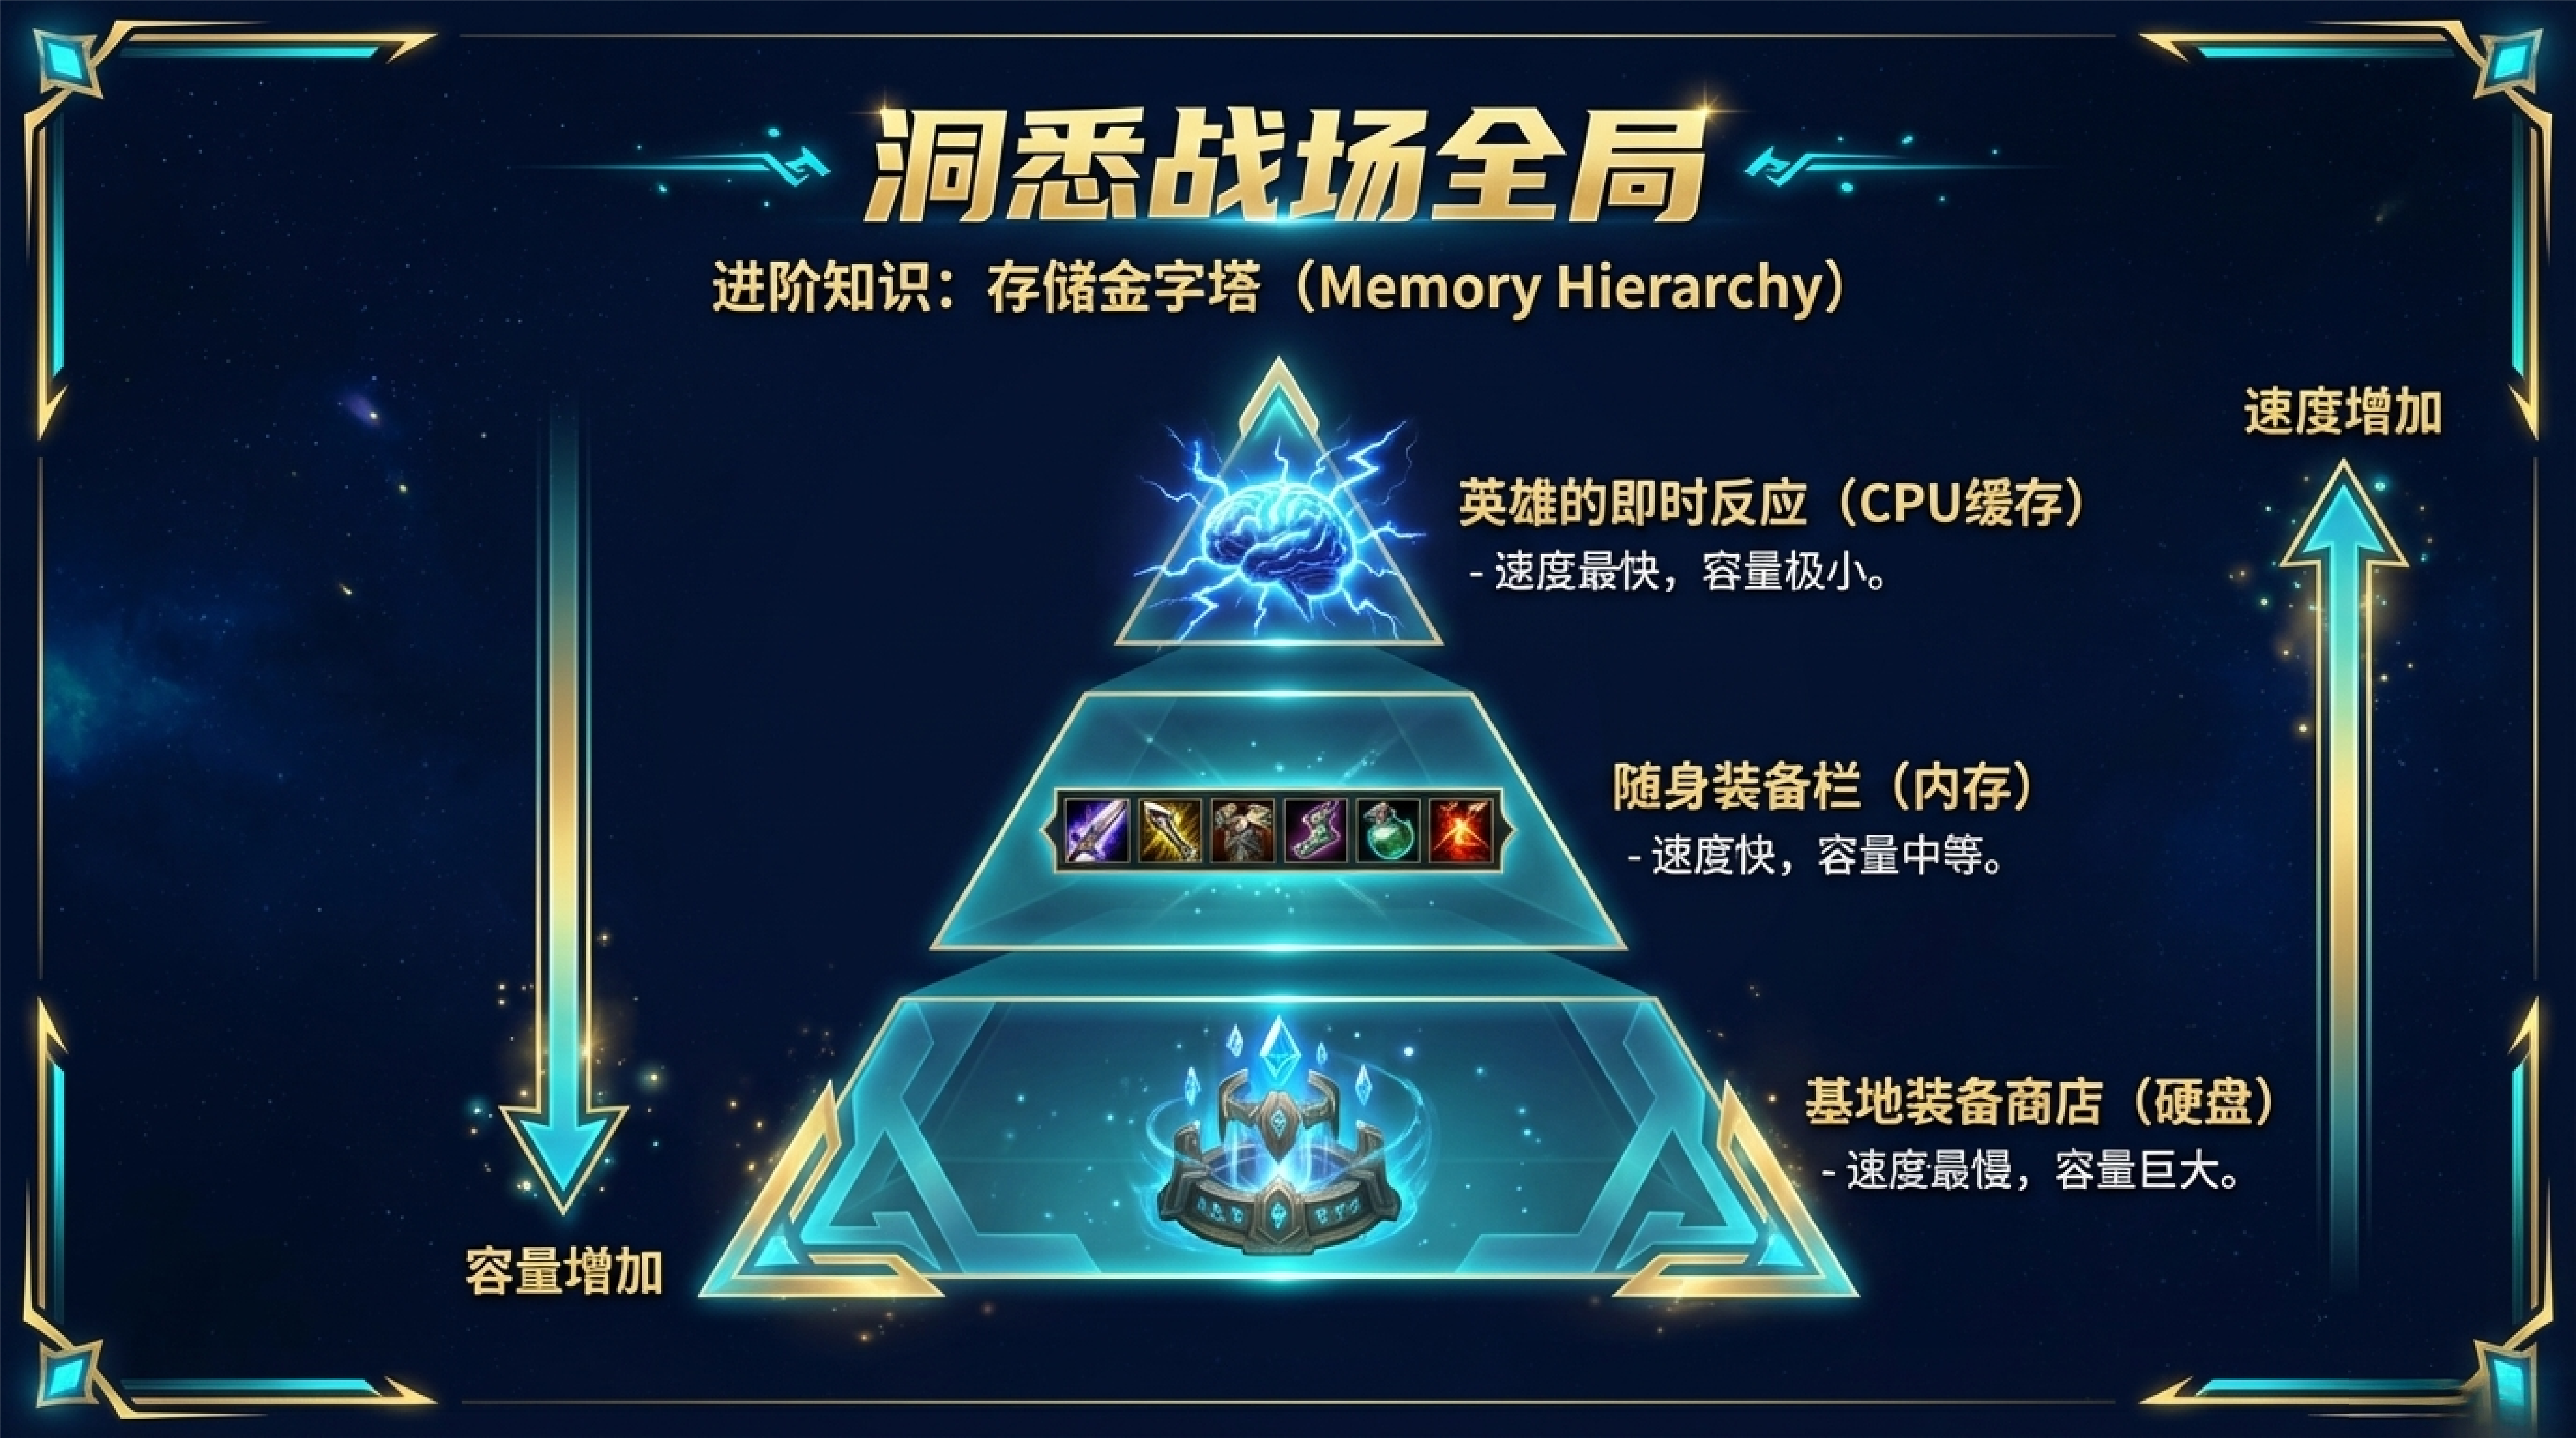 洞悉战场全局
进阶知识：存储金字塔（Memory Hierarchy）
速度增加
英雄的即时反应（CPU缓存）
- 速度最快，容量极小。
随身装备栏（内存）
- 速度快，容量中等。
基地装备商店（硬盘）
- 速度最慢，容量巨大。
容量增加